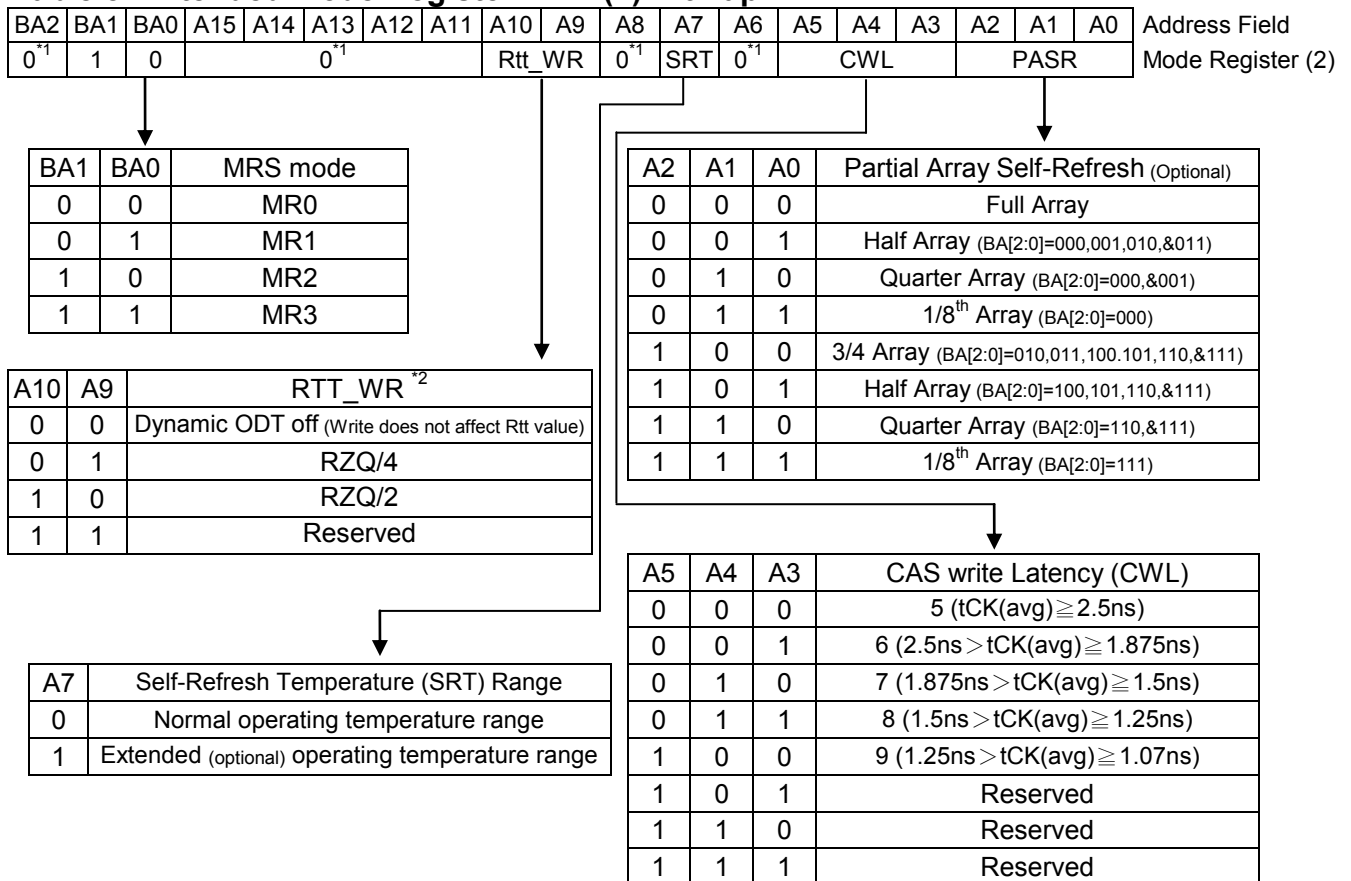 BA2 BA1 BA0 A15 A14 A13 A12 A11 A10 A9 A8 A7 A6 A5 A4 A3 A2 A1 A0 Address Field
0*1 1 0 0*1 Rtt_WR 0*1 SRT 0*1 CWL PASR Mode Register (2)
BA1 BA0 MRS mode
0 0 MR0
0 1 MR1
1 0 MR2
1 1 MR3
A2 A1 A0 Partial Array Self-Refresh (Optional)
0 0 0 Full Array
0 0 1 Half Array (BA[2:0]=000,001,010,&011)
0 1 0 Quarter Array (BA[2:0]=000,&001)
0 1 1 1/8th Array (BA[2:0]=000)
1 0 0 3/4 Array (BA[2:0]=010,011,100.101,110,&111)
1 0 1 Half Array (BA[2:0]=100,101,110,&111)
1 1 0 Quarter Array (BA[2:0]=110,&111)
1 1 1 1/8th Array (BA[2:0]=111)
A10 A9 RTT_WR *2
0 0 Dynamic ODT off (Write does not affect Rtt value)
0 1 RZQ/4
1 0 RZQ/2
1 1 Reserved
A5 A4 A3 CAS write Latency (CWL)
0 0 0 5 (tCK(avg)≧2.5ns)
0 0 1 6 (2.5ns>tCK(avg)≧1.875ns)
0 1 0 7 (1.875ns>tCK(avg)≧1.5ns)
0 1 1 8 (1.5ns>tCK(avg)≧1.25ns)
1 0 0 9 (1.25ns>tCK(avg)≧1.07ns)
1 0 1 Reserved
1 1 0 Reserved
1 1 1 Reserved
A7 Self-Refresh Temperature (SRT) Range
0 Normal operating temperature range
1 Extended (optional) operating temperature range